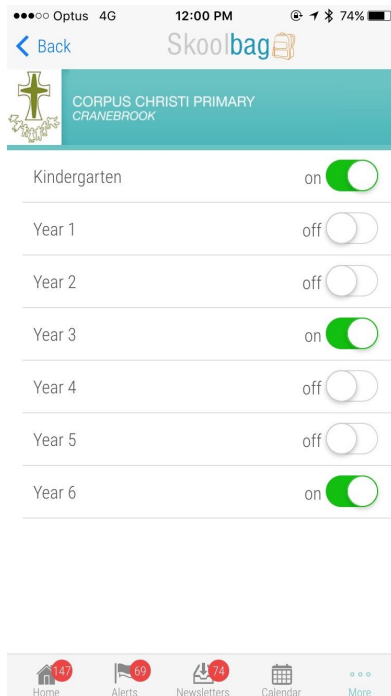 Optus 4G 12:00 PM 74%
Back Skoolbag
CORPUS CHRISTI PRIMARY
CRANEBROOK
Kindergarten on
Year 1 off
Year 2 off
Year 3 on
Year 4 off
Year 5 off
Year 6 on
147 69 74
Home Alerts Newsletters Calendar More